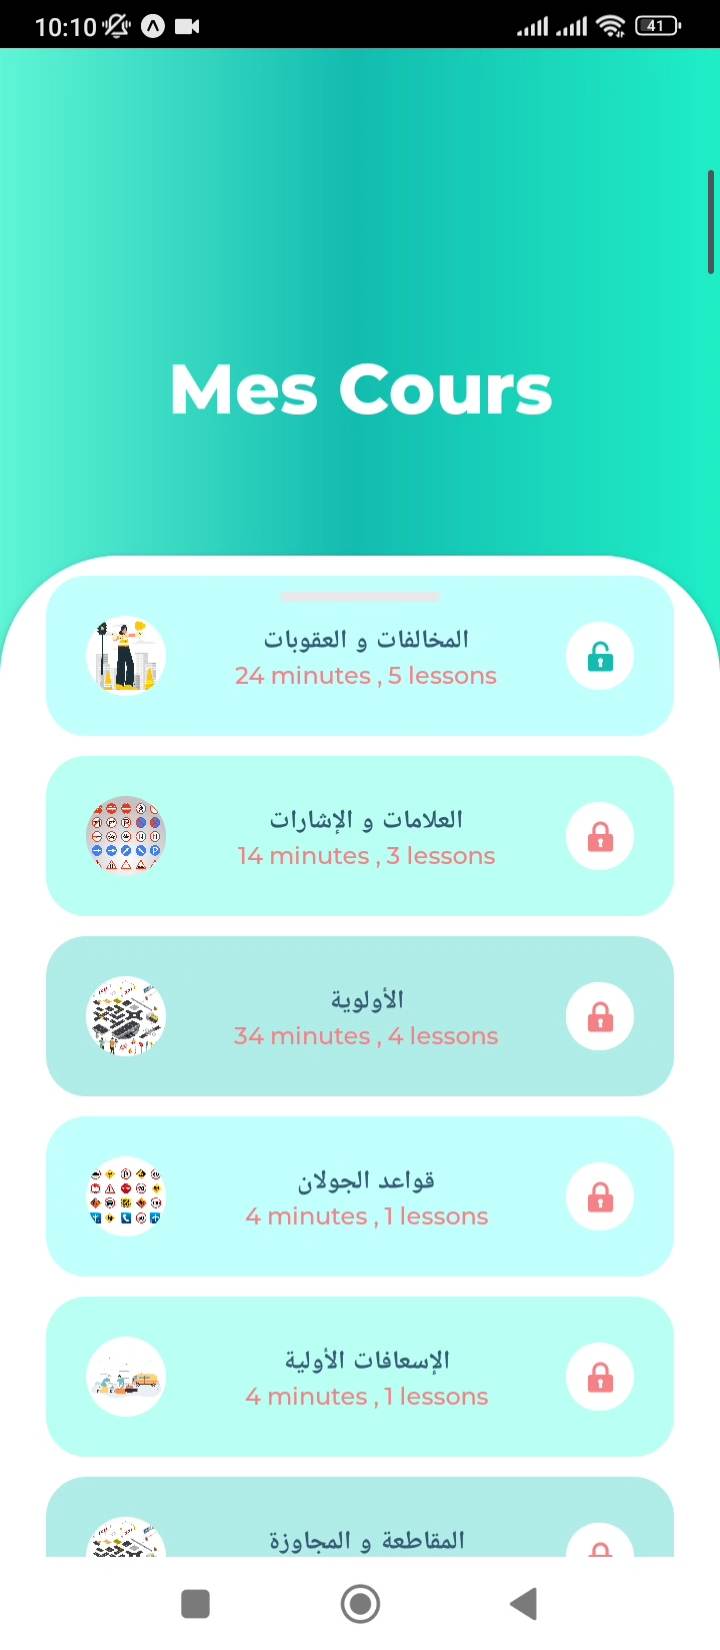 10:10
41
Mes Cours
المخالفات و العقوبات
24 minutes , 5 lessons
العلامات و الإشارات
14 minutes , 3 lessons
الأولوية
34 minutes , 4 lessons
قواعد الجولان
4 minutes , 1 lessons
الإسعافات الأولية
4 minutes , 1 lessons
المقاطعة و المجاوزة